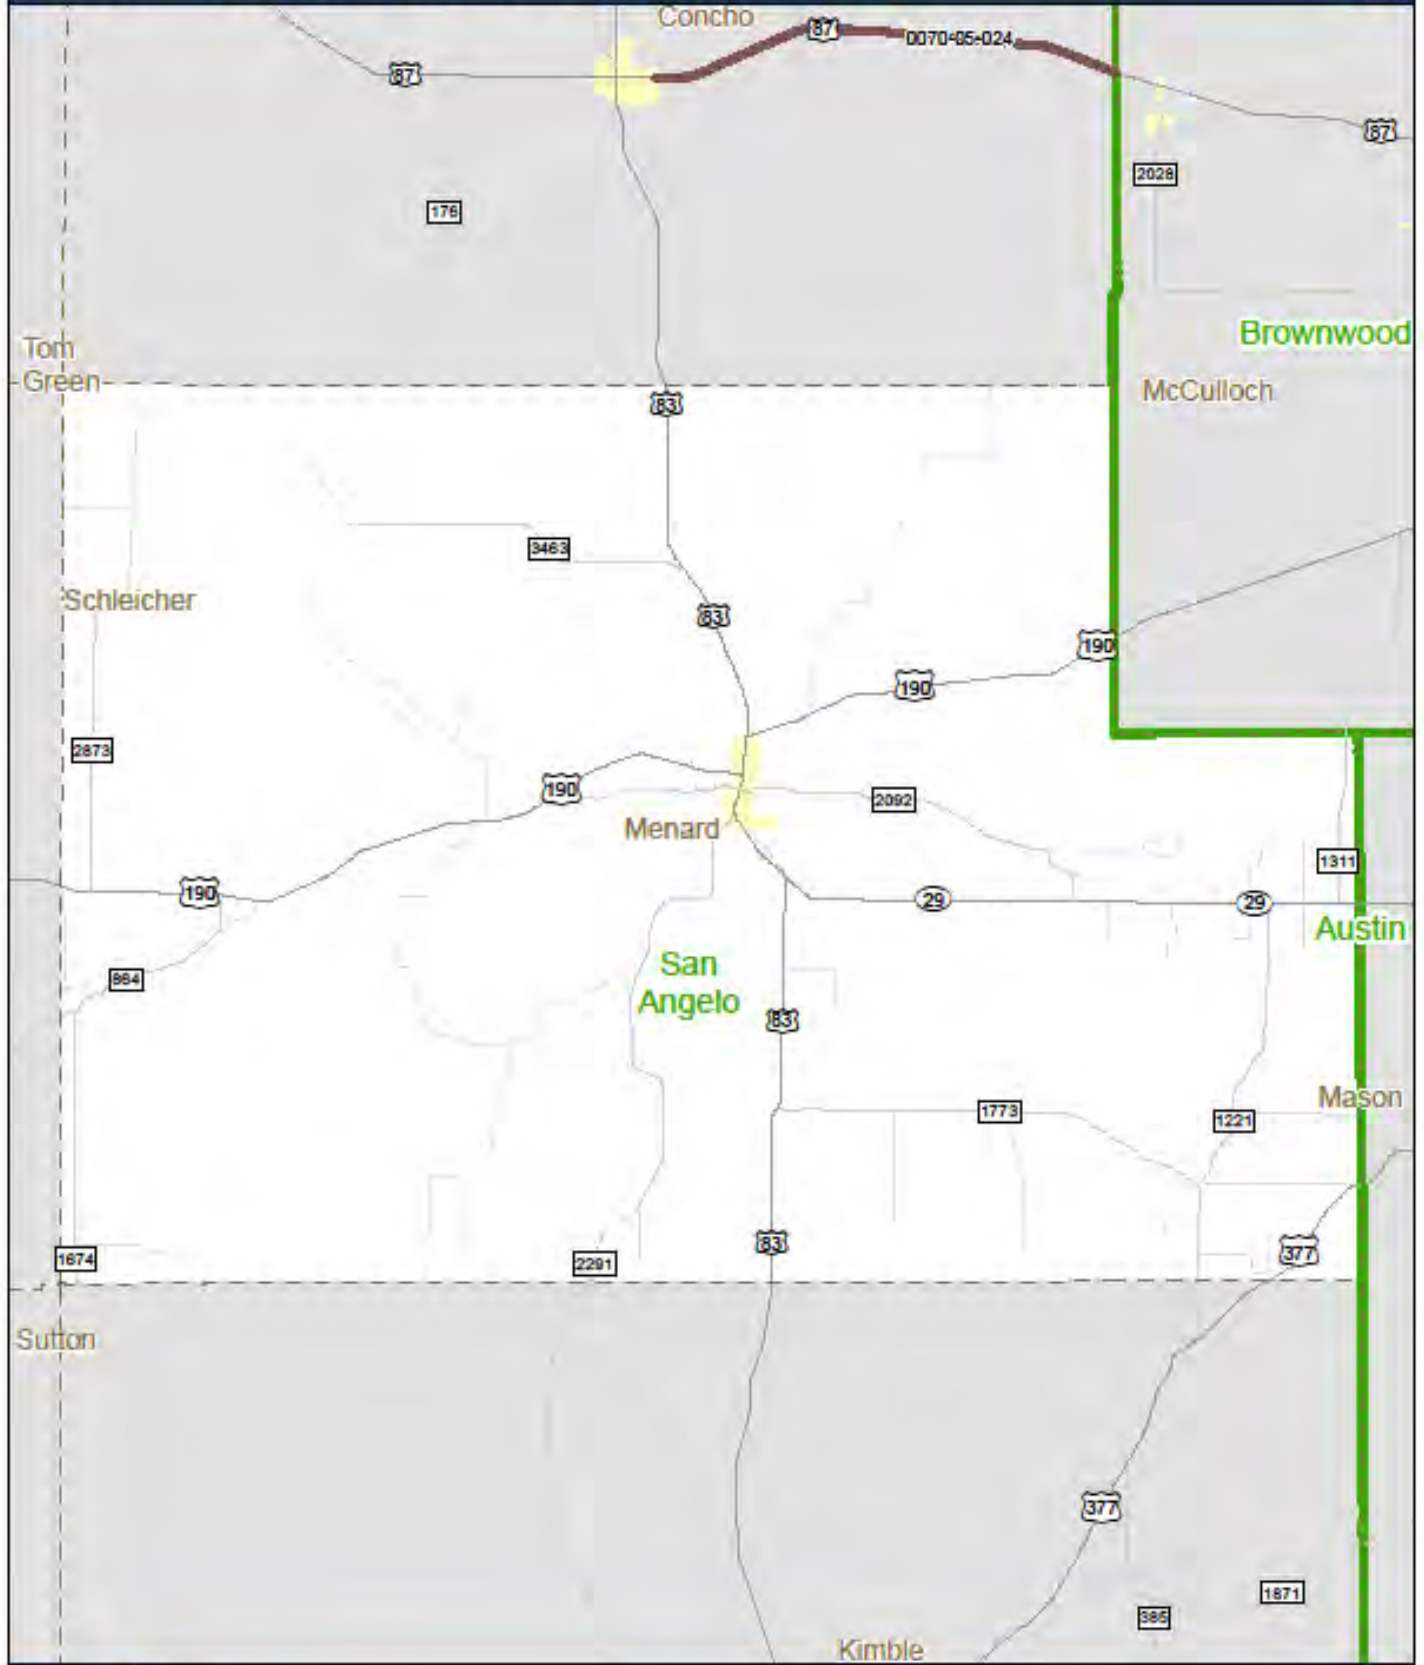 Concho
87
0070-05-024
87
87
2028
176
Brownwood
Tom
Green
McCulloch
83
3463
Schleicher
83
190
190
2873
190
2092
Menard
1311
190
29
29
Austin
San
Angelo
864
83
Mason
1773
1221
83
377
1674
2291
Sutton
377
1871
385
Kimble